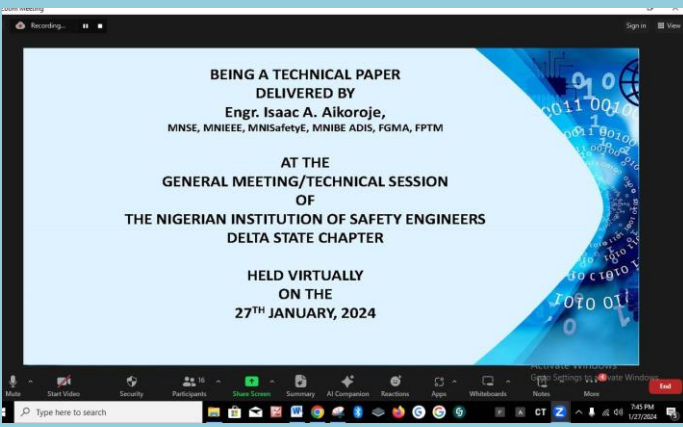 Zoom Meeting
Recording...
Sign in
View
BEING A TECHNICAL PAPER
DELIVERED BY
Engr. Isaac A. Aikoroje,
MNSE, MNIEEE, MNISafetyE, MNIBE ADIS, FGMA, FPTM
AT THE
GENERAL MEETING/TECHNICAL SESSION
OF
THE NIGERIAN INSTITUTION OF SAFETY ENGINEERS
DELTA STATE CHAPTER
HELD VIRTUALLY
ON THE
27TH JANUARY, 2024
Activate Windows
Go to Settings to activate Windows.
16
Mute Start Video Security Participants Share Screen Summary AI Companion Reactions Apps Whiteboards Notes More
End
Type here to search
CT
7:45 PM
1/27/2024